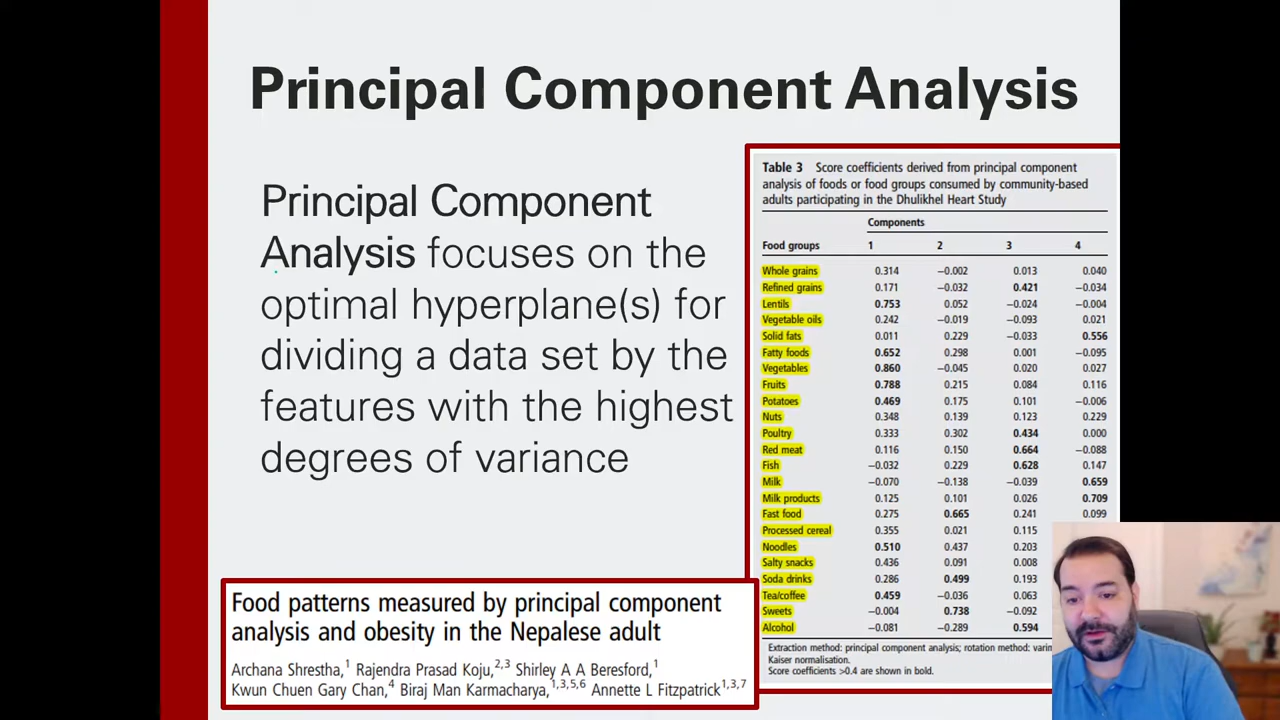 Principal Component Analysis
Principal Component
Analysis focuses on the
optimal hyperplane(s) for
dividing a data set by the
features with the highest
degrees of variance
Table 3 Score coefficients derived from principal component
analysis of foods or food groups consumed by community-based
adults participating in the Dhulikhel Heart Study
Components
Food groups 1 2 3 4
Whole grains 0.314 −0.002 0.013 0.040
Refined grains 0.171 −0.032 0.421 −0.034
Lentils 0.753 0.052 −0.024 −0.004
Vegetable oils 0.242 −0.019 −0.093 0.021
Solid fats 0.011 0.229 −0.033 0.556
Fatty foods 0.652 0.298 0.001 −0.095
Vegetables 0.860 −0.045 0.020 0.027
Fruits 0.788 0.215 0.084 0.116
Potatoes 0.469 0.175 0.101 −0.006
Nuts 0.348 0.139 0.123 0.229
Poultry 0.333 0.302 0.434 0.000
Red meat 0.116 0.150 0.664 −0.088
Fish −0.032 0.229 0.628 0.147
Milk −0.070 −0.138 −0.039 0.659
Milk products 0.125 0.101 0.026 0.709
Fast food 0.275 0.665 0.241 0.099
Processed cereal 0.355 0.021 0.115
Noodles 0.510 0.437 0.203
Salty snacks 0.436 0.091 0.008
Soda drinks 0.286 0.499 0.193
Tea/coffee 0.459 −0.036 0.063
Sweets −0.004 0.738 −0.092
Alcohol −0.081 −0.289 0.594
Extraction method: principal component analysis; rotation method:
Kaiser normalisation.
Score coefficients >0.4 are shown in bold.
Food patterns measured by principal component
analysis and obesity in the Nepalese adult
Archana Shrestha,1 Rajendra Prasad Koju,2,3 Shirley A A Beresford,1
Kwun Chuen Gary Chan,4 Biraj Man Karmacharya,1,3,5,6 Annette L Fitzpatrick1,3,7